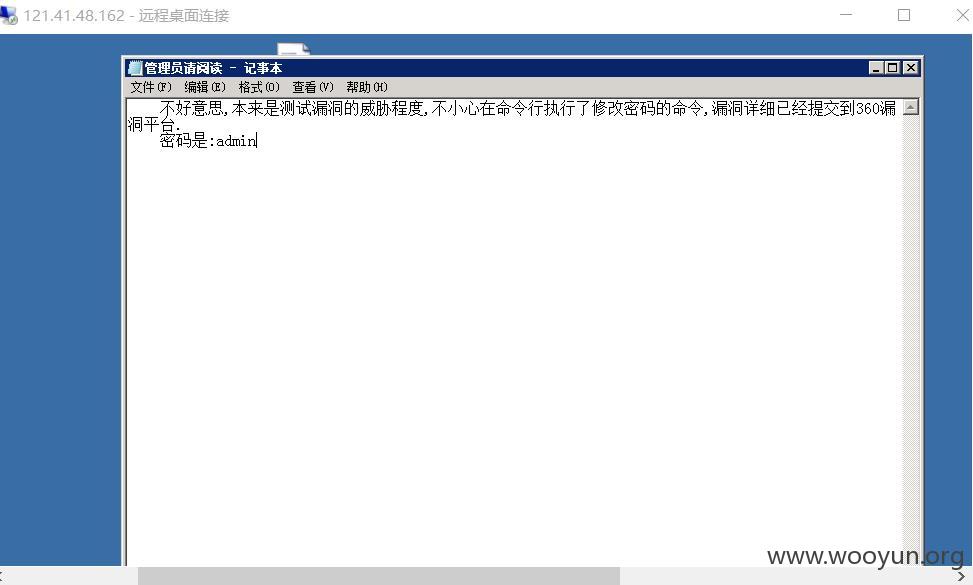 121.41.48.162 - 远程桌面连接
管理员请阅读 - 记事本
文件(F) 编辑(E) 格式(O) 查看(V) 帮助(H)
不好意思,本来是测试漏洞的威胁程度,不小心在命令行执行了修改密码的命令,漏洞详细已经提交到360漏
洞平台.
密码是:admin
www.wooyun.org